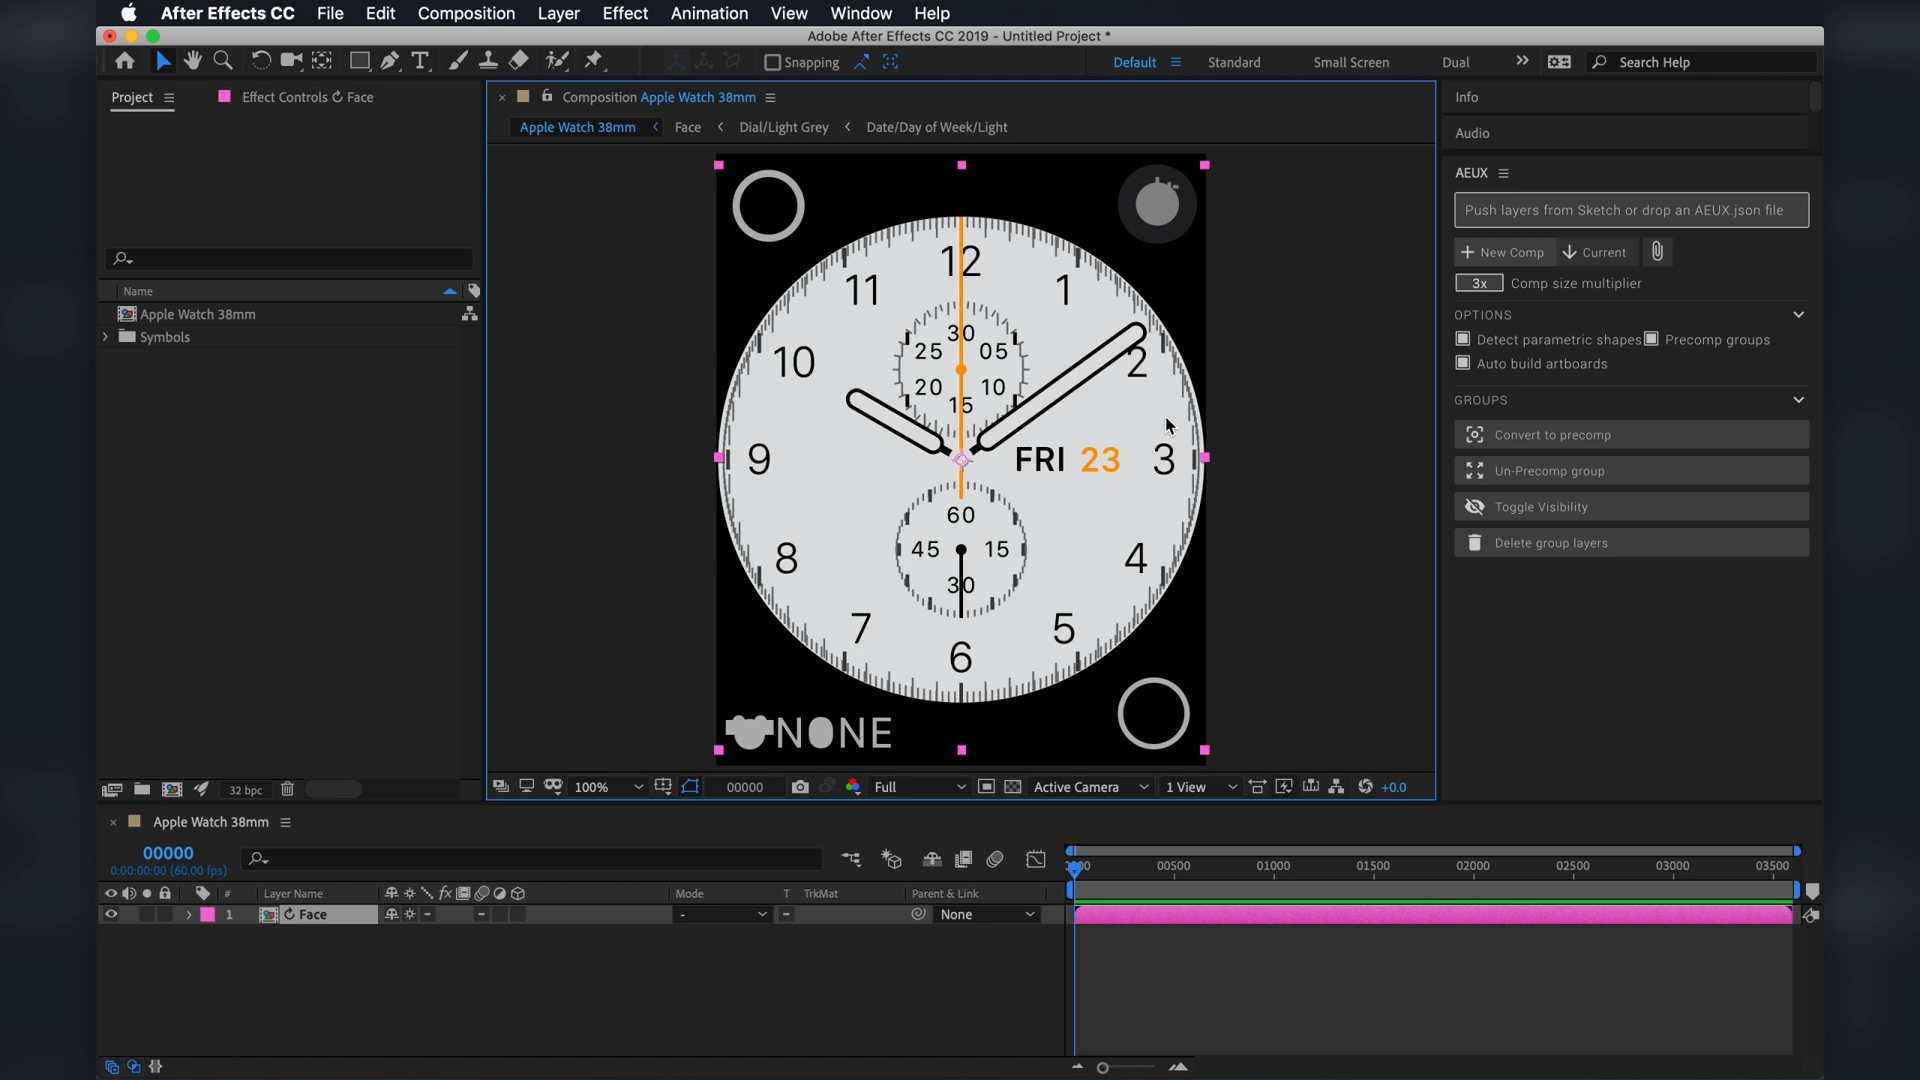 After Effects CC File Edit Composition Layer Effect Animation View Window Help
Adobe After Effects CC 2019 - Untitled Project *
Snapping
Default Standard Small Screen Dual
Search Help
Project Effect Controls Face
Composition Apple Watch 38mm
Apple Watch 38mm Face Dial/Light Grey Date/Day of Week/Light
Name
Apple Watch 38mm
Symbols
32 bpc
12
1
2
3
4
5
6
7
8
9
10
11
30
25 05
20 10
15
FRI 23
60
45 15
30
NONE
100% 00000 Full Active Camera 1 View +0.0
Info
Audio
AEUX
Push layers from Sketch or drop an AEUX.json file
New Comp Current
3x Comp size multiplier
OPTIONS
Detect parametric shapes Precomp groups
Auto build artboards
GROUPS
Convert to precomp
Un-Precomp group
Toggle Visibility
Delete group layers
Apple Watch 38mm
00000
0:00:00:00 (60.00 fps)
00500 01000 01500 02000 02500 03000 03500
# Layer Name Mode T TrkMat Parent & Link
1 Face - None